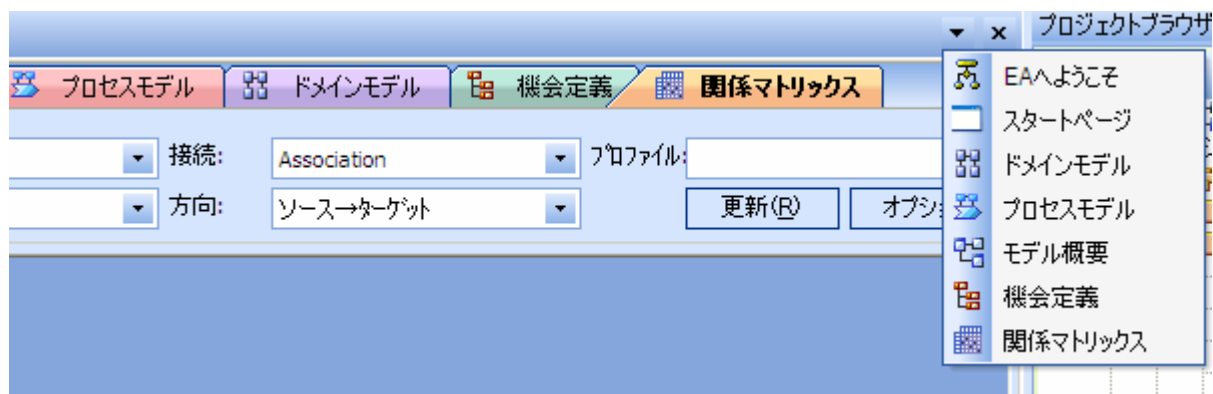 プロジェクトブラウザ
プロセスモデル ドメインモデル 機会定義 関係マトリックス
接続: Association プロファイル:
方向: ソース→ターゲット 更新(R) オプショ
EAへようこそ
スタートページ
ドメインモデル
プロセスモデル
モデル概要
機会定義
関係マトリックス